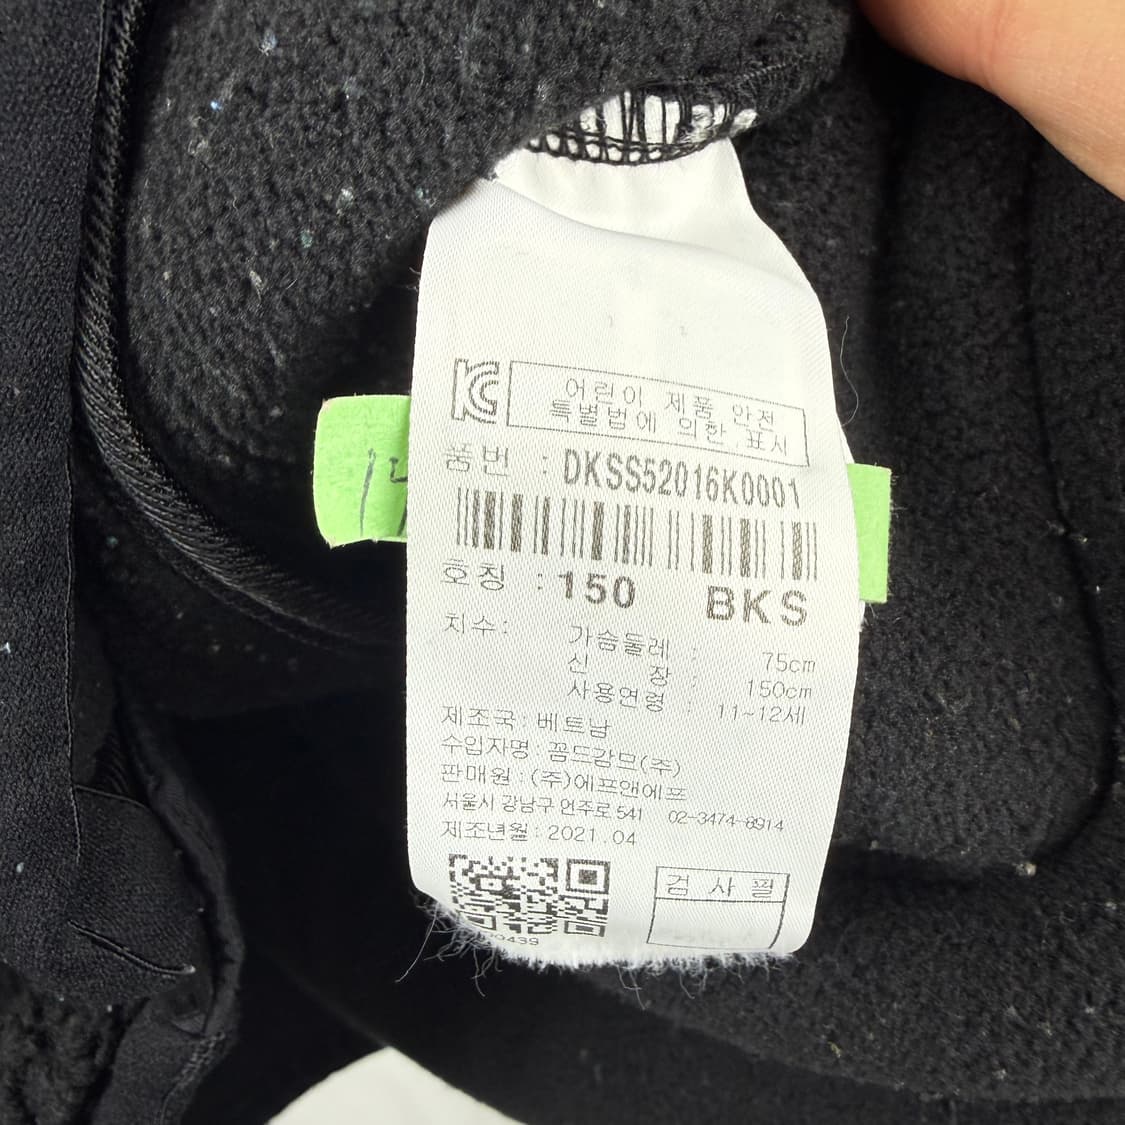 KC
어린이 제품 안전
특별법에 의한 표시
품번 : DKSS52016K0001
호칭 : 150 BKS
치수: 가슴둘레 : 75cm
신 장 : 150cm
사용연령 : 11~12세
제조국: 베트남
수입자명: 꼼드감므(주)
판매원: (주)에프앤에프
서울시 강남구 언주로 541 02-3474-8914
제조년월: 2021.04
검 사 필